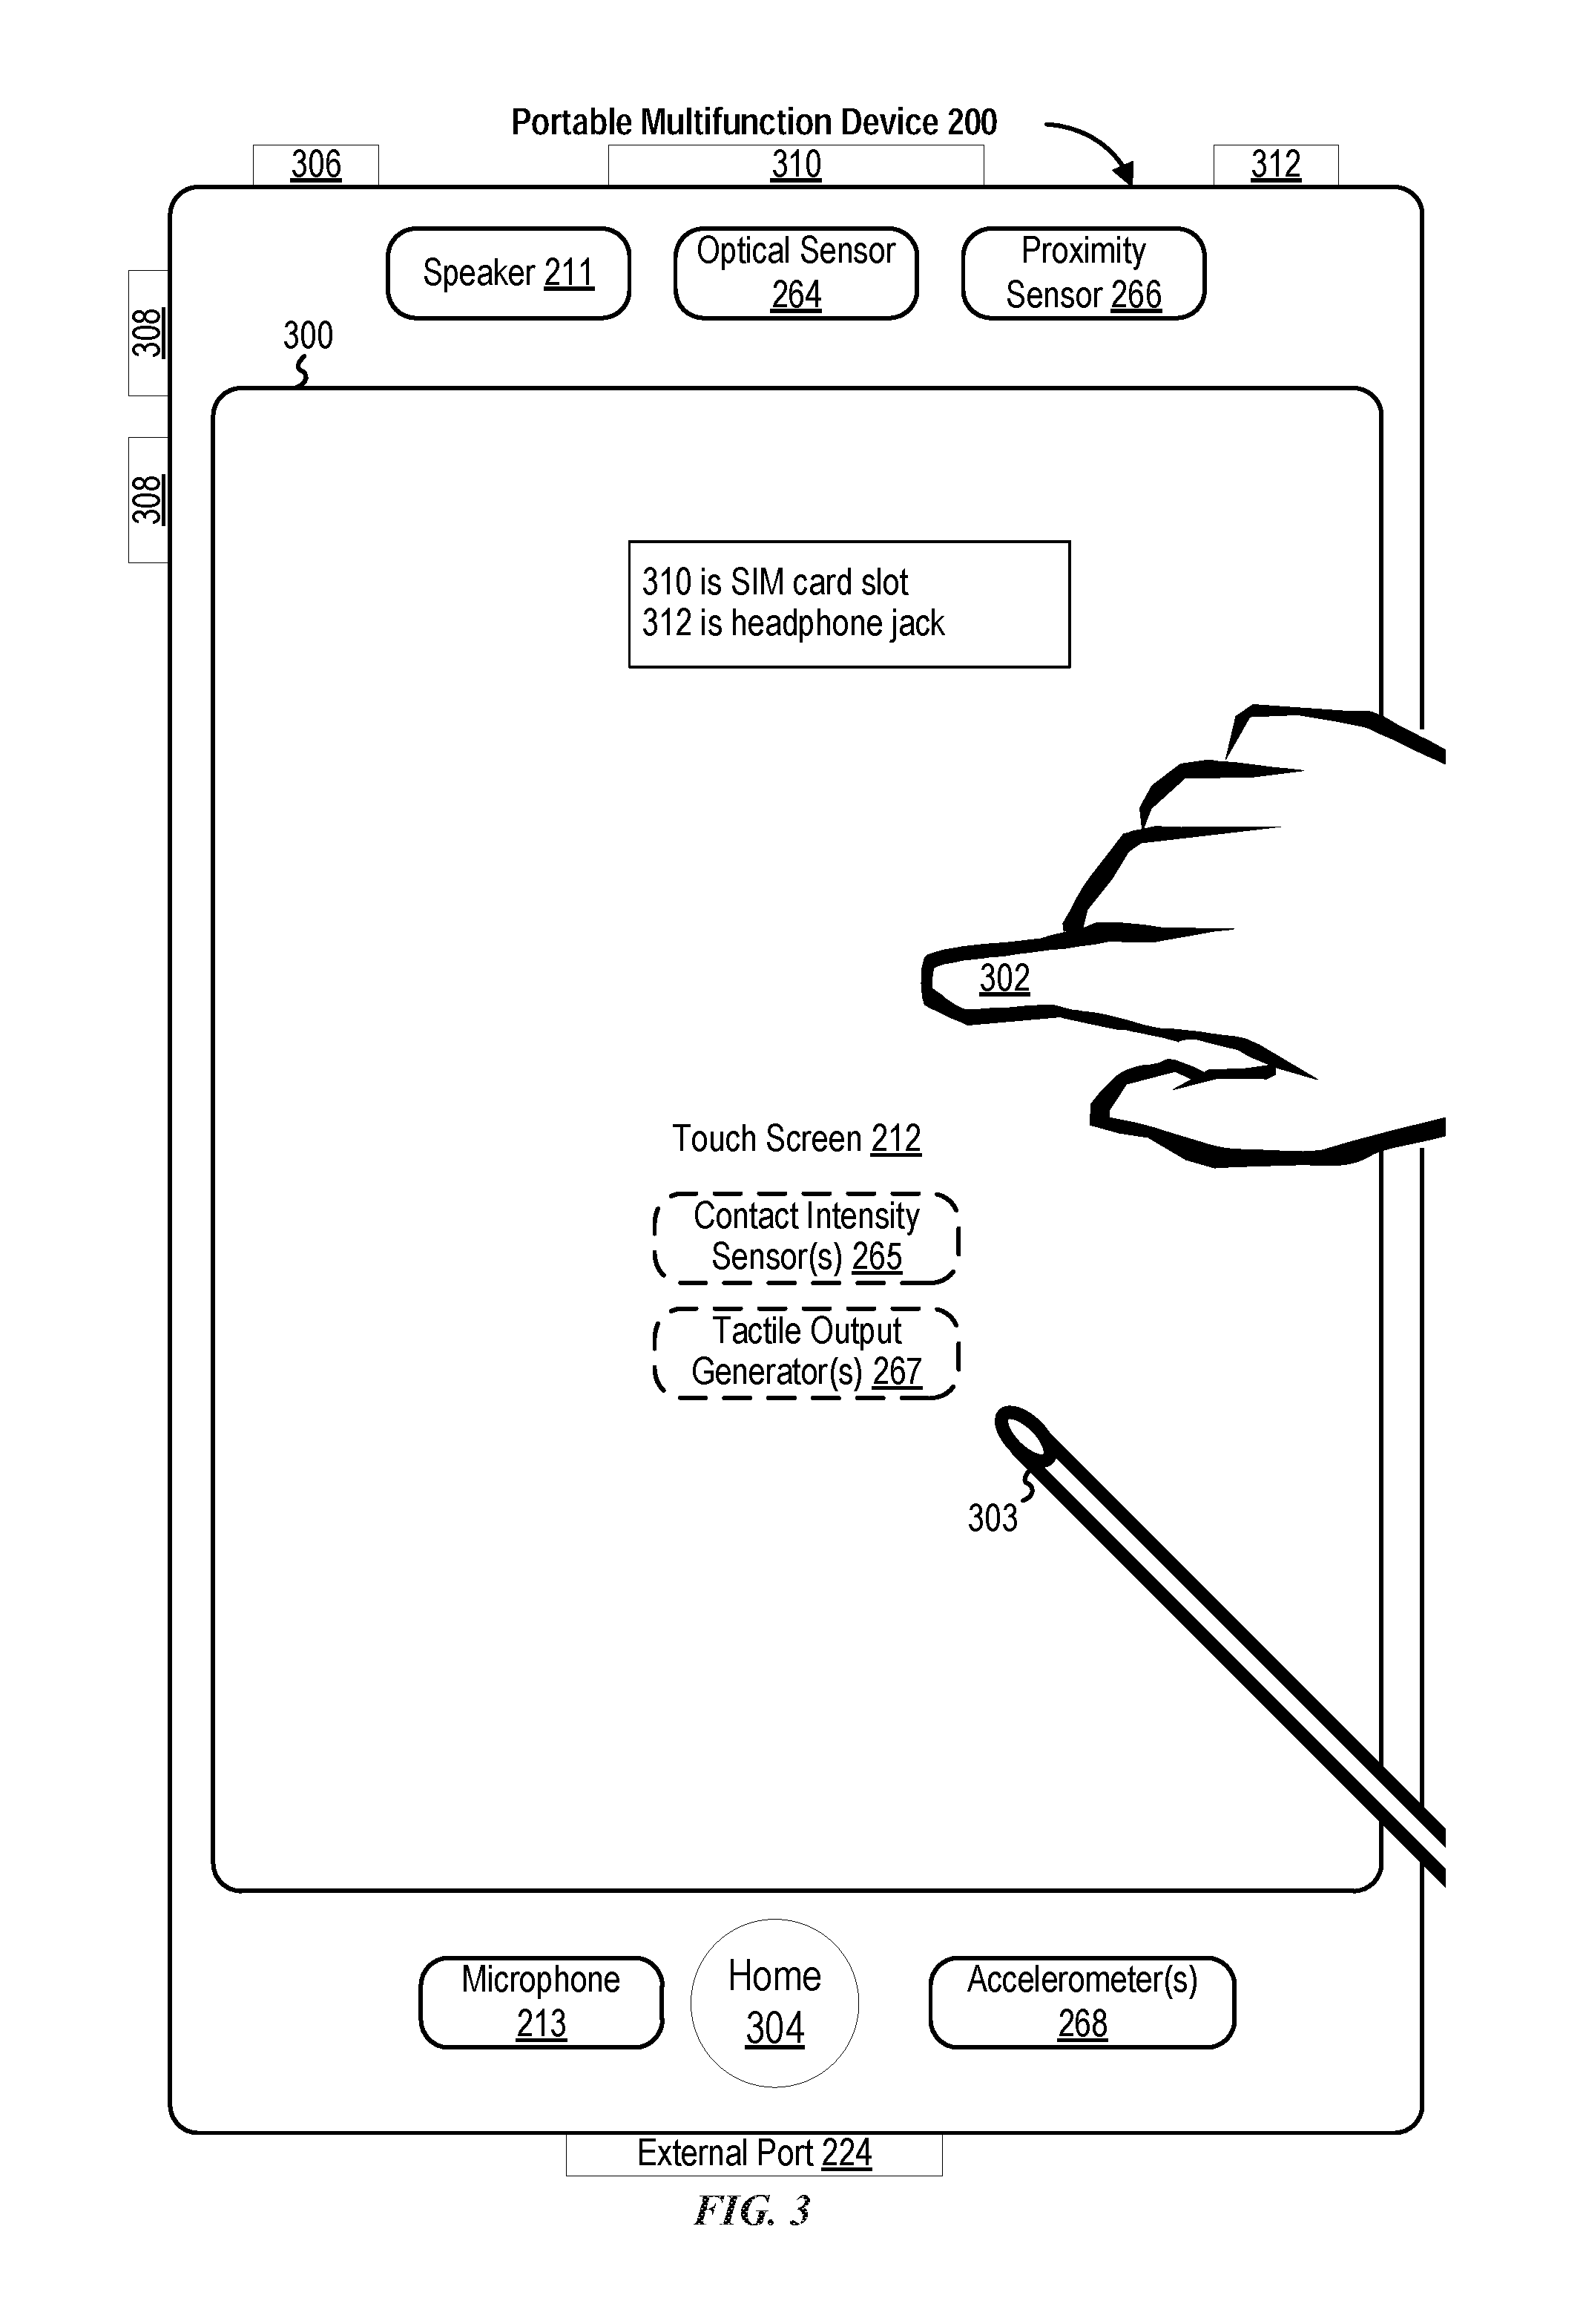 Portable Multifunction Device 200
306
310
312
Speaker 211
Optical Sensor
264
Proximity
Sensor 266
308
300
308
310 is SIM card slot
312 is headphone jack
302
Touch Screen 212
Contact Intensity
Sensor(s) 265
Tactile Output
Generator(s) 267
303
Microphone
213
Home
304
Accelerometer(s)
268
External Port 224
FIG. 3